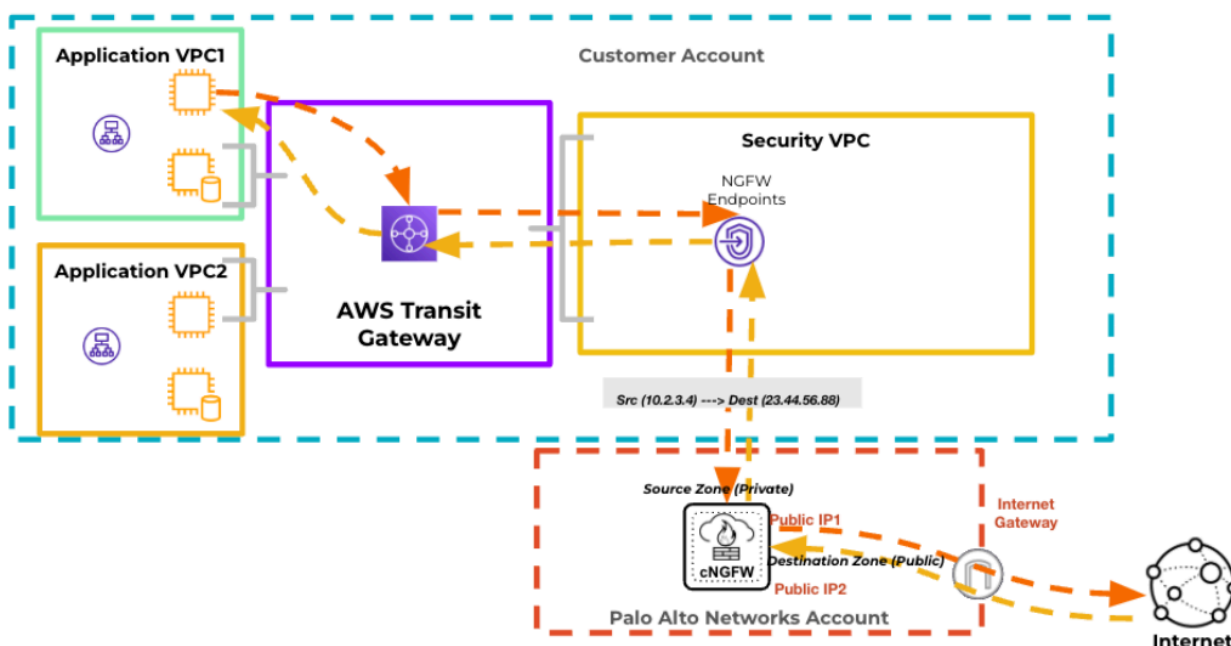 Application VPC1
Customer Account
Security VPC
NGFW
Endpoints
Application VPC2
AWS Transit
Gateway
Src (10.2.3.4) ---> Dest (23.44.56.88)
Source Zone (Private)
Public IP1
Internet
Gateway
Destination Zone (Public)
cNGFW
Public IP2
Palo Alto Networks Account
Internet